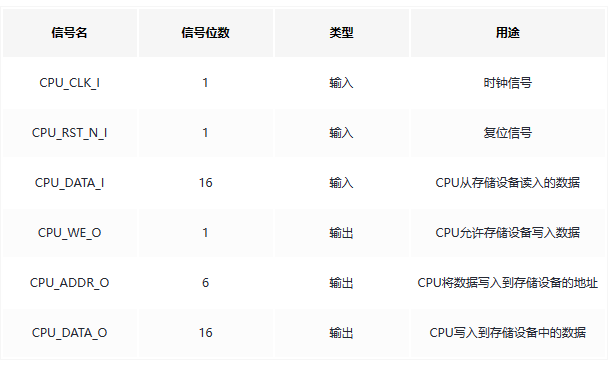 信号名 信号位数 类型 用途
CPU_CLK_I 1 输入 时钟信号
CPU_RST_N_I 1 输入 复位信号
CPU_DATA_I 16 输入 CPU从存储设备读入的数据
CPU_WE_O 1 输出 CPU允许存储设备写入数据
CPU_ADDR_O 6 输出 CPU将数据写入到存储设备的地址
CPU_DATA_O 16 输出 CPU写入到存储设备中的数据